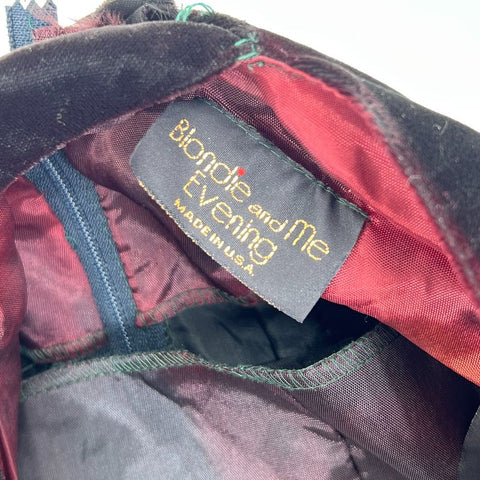 Blondie and Me
Evening
MADE IN U.S.A.